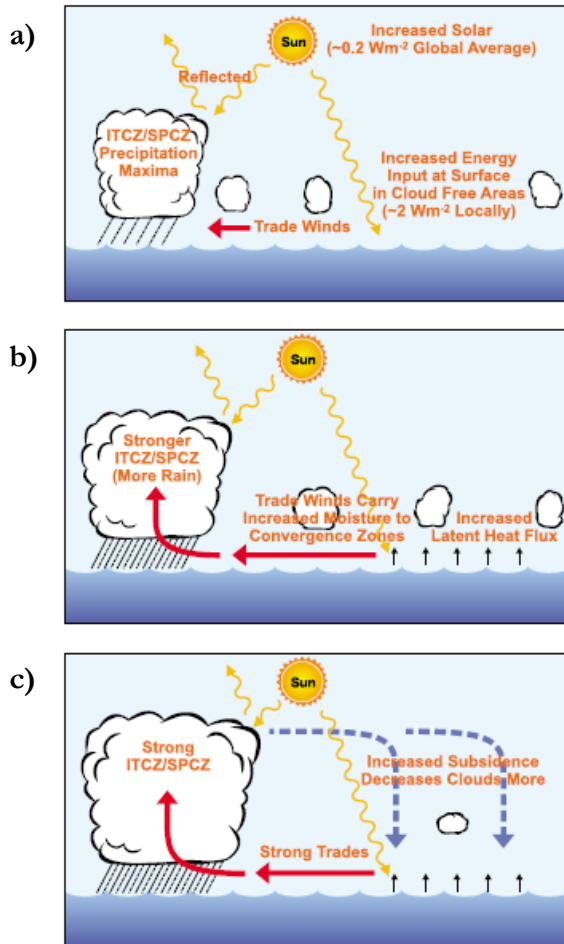 a)
Sun
Increased Solar
(~0.2 Wm-2 Global Average)
Reflected
ITCZ/SPCZ
Precipitation
Maxima
Increased Energy
Input at Surface
in Cloud Free Areas
(~2 Wm-2 Locally)
Trade Winds
b)
Sun
Stronger
ITCZ/SPCZ
(More Rain)
Trade Winds Carry
Increased Moisture to
Convergence Zones
Increased
Latent Heat Flux
c)
Sun
Strong
ITCZ/SPCZ
Increased Subsidence
Decreases Clouds More
Strong Trades